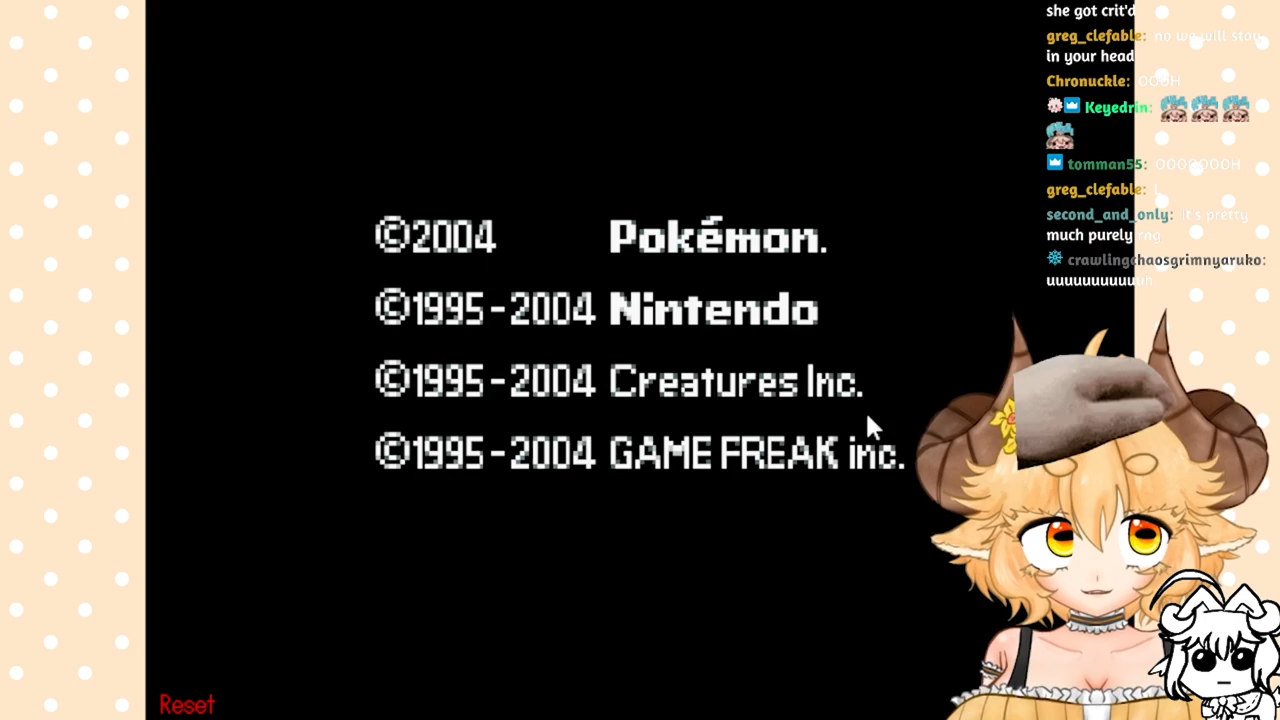 she got crit'd
greg_clefable: no we will stay
in your head
Chronuckle: OOOH
Keyedrin:
tomman55: OOOOOOOH
greg_clefable: L
second_and_only: it's pretty
much purely rng
crawlingchaosgrimnyaruko:
uuuuuuuuuuuh
©2004 Pokémon.
©1995-2004 Nintendo
©1995-2004 Creatures Inc.
©1995-2004 GAME FREAK inc.
Reset